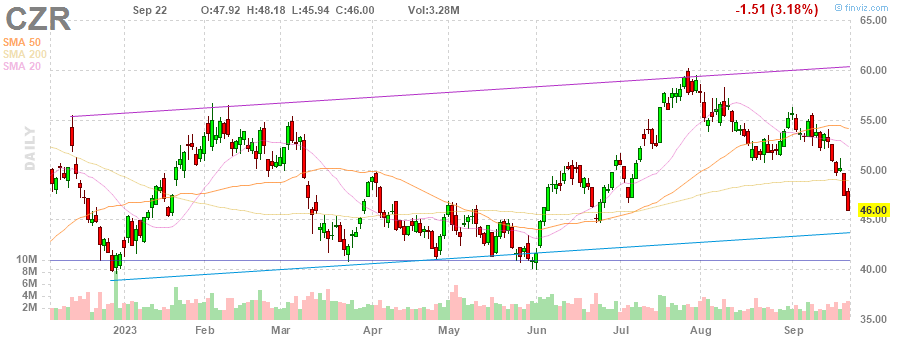 CZR
Sep 22 O:47.92 H:48.18 L:45.94 C:46.00 Vol:3.28M -1.51 (3.18%)
© finviz.com
SMA 50
SMA 200
SMA 20
DAILY
65.00
60.00
55.00
50.00
46.00
45.00
40.00
35.00
10M
8M
6M
4M
2M
2023 Feb Mar Apr May Jun Jul Aug Sep